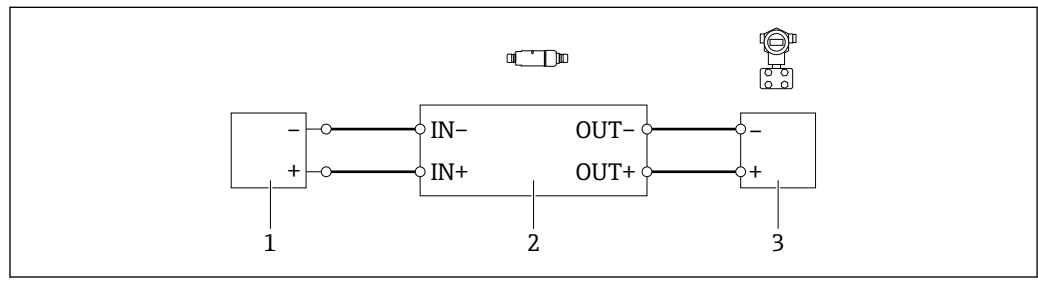 – IN– OUT– –
+ IN+ OUT+ +
1 2 3